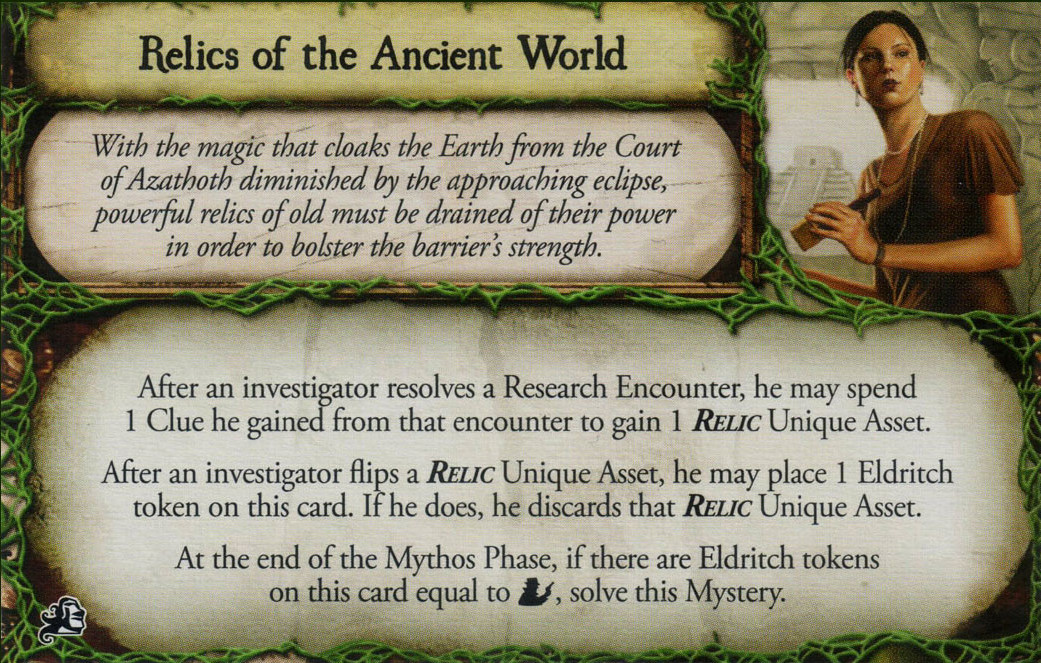 Relics of the Ancient World
With the magic that cloaks the Earth from the Court
of Azathoth diminished by the approaching eclipse,
powerful relics of old must be drained of their power
in order to bolster the barrier's strength.
After an investigator resolves a Research Encounter, he may spend
1 Clue he gained from that encounter to gain 1 RELIC Unique Asset.
After an investigator flips a RELIC Unique Asset, he may place 1 Eldritch
token on this card. If he does, he discards that RELIC Unique Asset.
At the end of the Mythos Phase, if there are Eldritch tokens
on this card equal to , solve this Mystery.